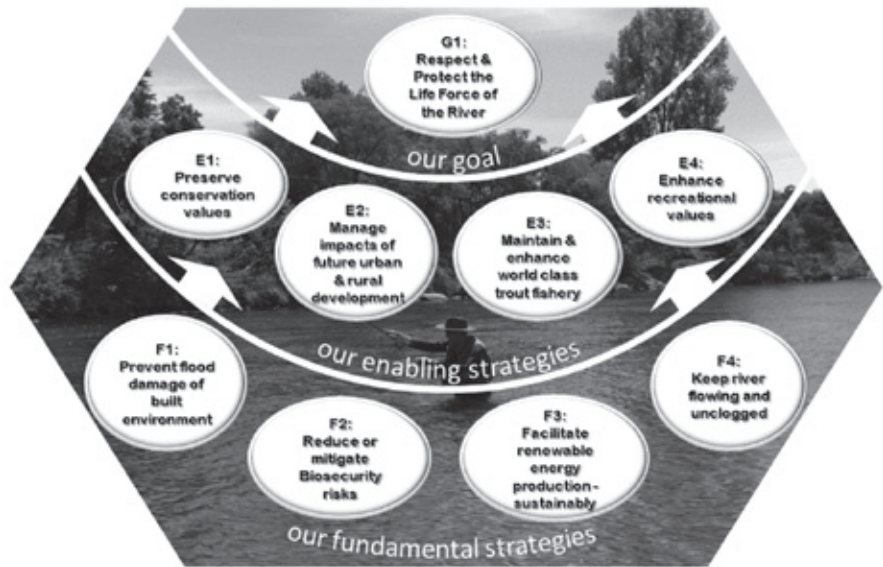 G1:
Respect &
Protect the
Life Force of
the River
our goal
E1:
Preserve
conservation
values
E2:
Manage
impacts of
future urban
& rural
development
E3:
Maintain &
enhance
world class
trout fishery
E4:
Enhance
recreational
values
our enabling strategies
F1:
Prevent flood
damage of
built
environment
F2:
Reduce or
mitigate
Biosecurity
risks
F3:
Facilitate
renewable
energy
production-
sustainably
F4:
Keep river
flowing and
unclogged
our fundamental strategies